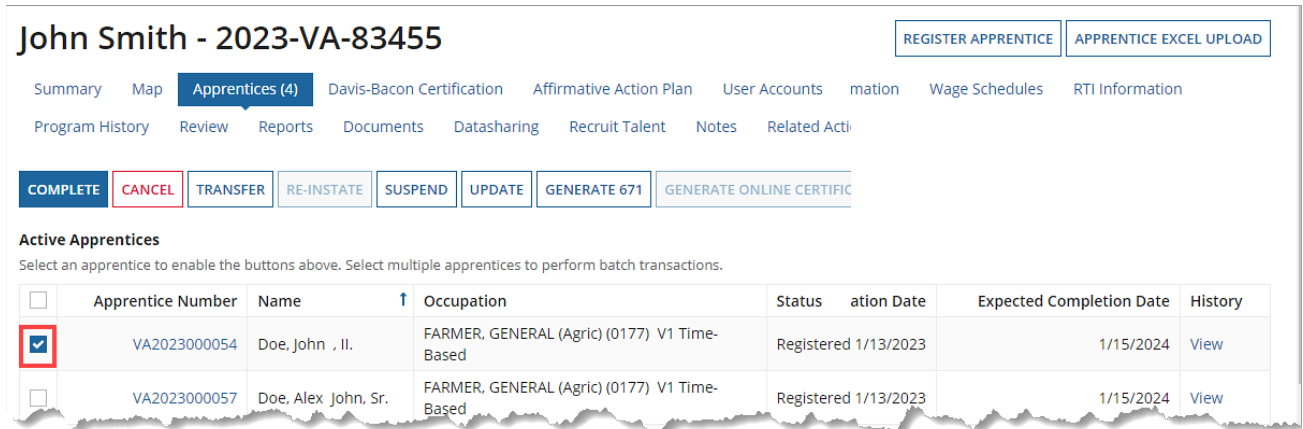 John Smith - 2023-VA-83455
REGISTER APPRENTICE APPRENTICE EXCEL UPLOAD
Summary Map Apprentices (4) Davis-Bacon Certification Affirmative Action Plan User Accounts mation Wage Schedules RTI Information
Program History Review Reports Documents Datasharing Recruit Talent Notes Related Acti
COMPLETE CANCEL TRANSFER RE-INSTATE SUSPEND UPDATE GENERATE 671 GENERATE ONLINE CERTIFIC
Active Apprentices
Select an apprentice to enable the buttons above. Select multiple apprentices to perform batch transactions.
Apprentice Number Name ↑ Occupation Status ation Date Expected Completion Date History
VA2023000054 Doe, John , II. FARMER, GENERAL (Agric) (0177) V1 Time-
Based Registered 1/13/2023 1/15/2024 View
VA2023000057 Doe, Alex John, Sr. FARMER, GENERAL (Agric) (0177) V1 Time-
Based Registered 1/13/2023 1/15/2024 View